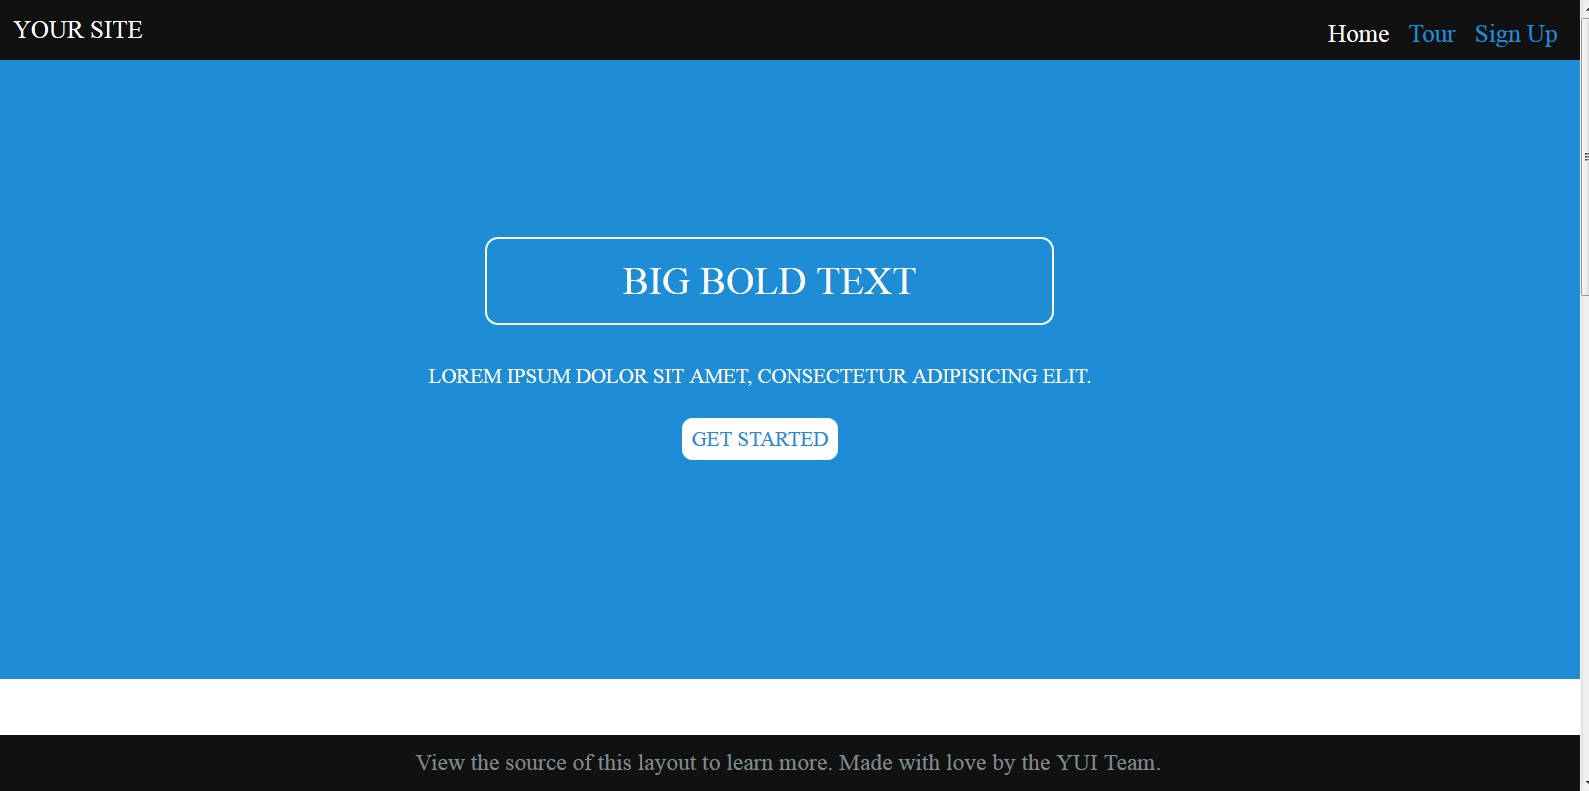 YOUR SITE
Home Tour Sign Up
BIG BOLD TEXT
LOREM IPSUM DOLOR SIT AMET, CONSECTETUR ADIPISICING ELIT.
GET STARTED
View the source of this layout to learn more. Made with love by the YUI Team.